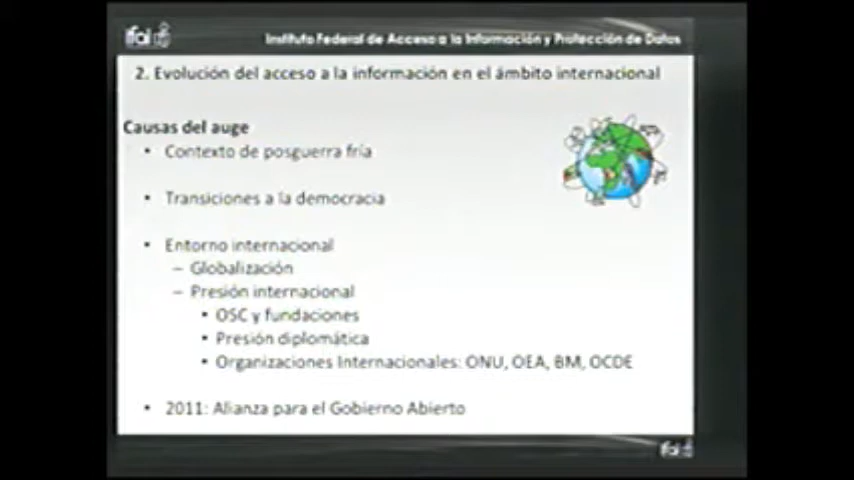 ifai
Instituto Federal de Acceso a la Información y Protección de Datos
2. Evolución del acceso a la información en el ámbito internacional
Causas del auge
• Contexto de posguerra fría
• Transiciones a la democracia
• Entorno internacional
– Globalización
– Presión internacional
• OSC y fundaciones
• Presión diplomática
• Organizaciones Internacionales: ONU, OEA, BM, OCDE
• 2011: Alianza para el Gobierno Abierto
ifai